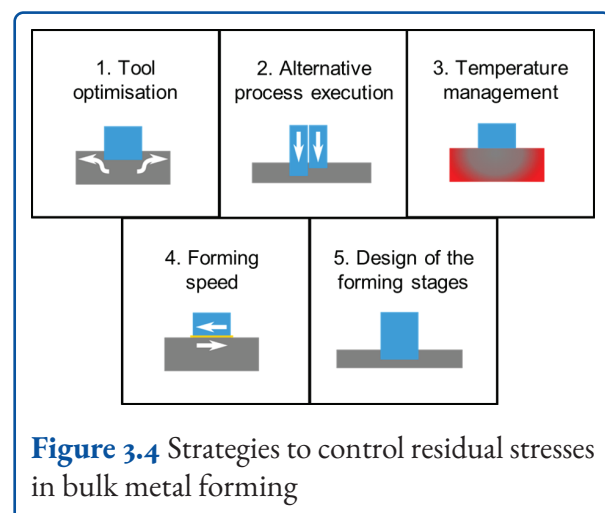 1. Tool
optimisation
2. Alternative
process execution
3. Temperature
management
4. Forming
speed
5. Design of the
forming stages
Figure 3.4 Strategies to control residual stresses
in bulk metal forming